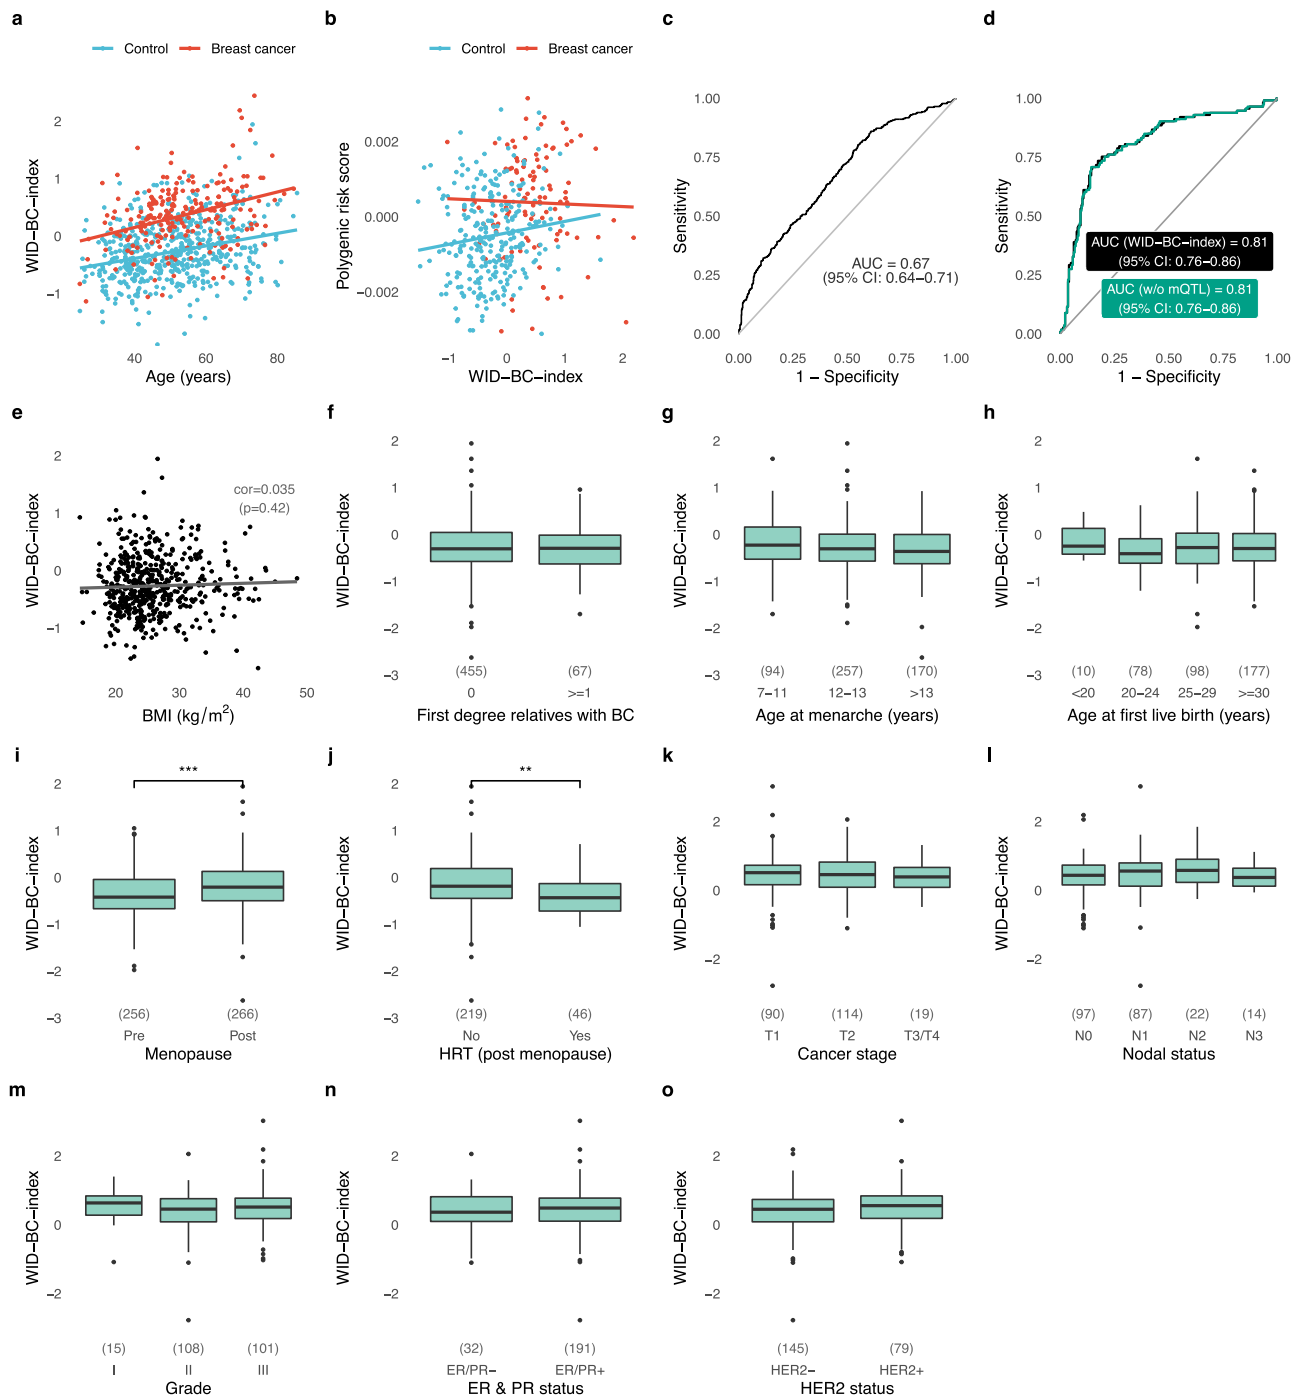 a
Control
Breast cancer
WID−BC−index
2
1
0
−1
40
60
80
Age (years)
b
Control
Breast cancer
Polygenic risk score
0.002
0.000
−0.002
−1
0
1
2
WID−BC−index
c
Sensitivity
1.00
0.75
0.50
0.25
0.00
AUC = 0.67
(95% CI: 0.64−0.71)
0.00
0.25
0.50
0.75
1.00
1 − Specificity
d
Sensitivity
1.00
0.75
0.50
0.25
0.00
AUC (WID−BC−index) = 0.81
(95% CI: 0.76−0.86)
AUC (w/o mQTL) = 0.81
(95% CI: 0.76−0.86)
0.00
0.25
0.50
0.75
1.00
1 − Specificity
e
WID−BC−index
2
1
0
−1
cor=0.035
(p=0.42)
20
30
40
50
BMI (kg/m²)
f
WID−BC−index
2
1
0
−1
−2
−3
(455)
(67)
0
>=1
First degree relatives with BC
g
WID−BC−index
2
1
0
−1
−2
−3
(94)
(257)
(170)
7−11
12−13
>13
Age at menarche (years)
h
WID−BC−index
2
1
0
−1
−2
−3
(10)
(78)
(98)
(177)
<20
20−24
25−29
>=30
Age at first live birth (years)
i
WID−BC−index
2
1
0
−1
−2
−3
***
(256)
(266)
Pre
Post
Menopause
j
WID−BC−index
2
1
0
−1
−2
−3
**
(219)
(46)
No
Yes
HRT (post menopause)
k
WID−BC−index
2
0
−2
(90)
(114)
(19)
T1
T2
T3/T4
Cancer stage
l
WID−BC−index
2
0
−2
(97)
(87)
(22)
(14)
N0
N1
N2
N3
Nodal status
m
WID−BC−index
2
0
−2
(15)
(108)
(101)
I
II
III
Grade
n
WID−BC−index
2
0
−2
(32)
(191)
ER/PR−
ER/PR+
ER & PR status
o
WID−BC−index
2
0
−2
(145)
(79)
HER2−
HER2+
HER2 status